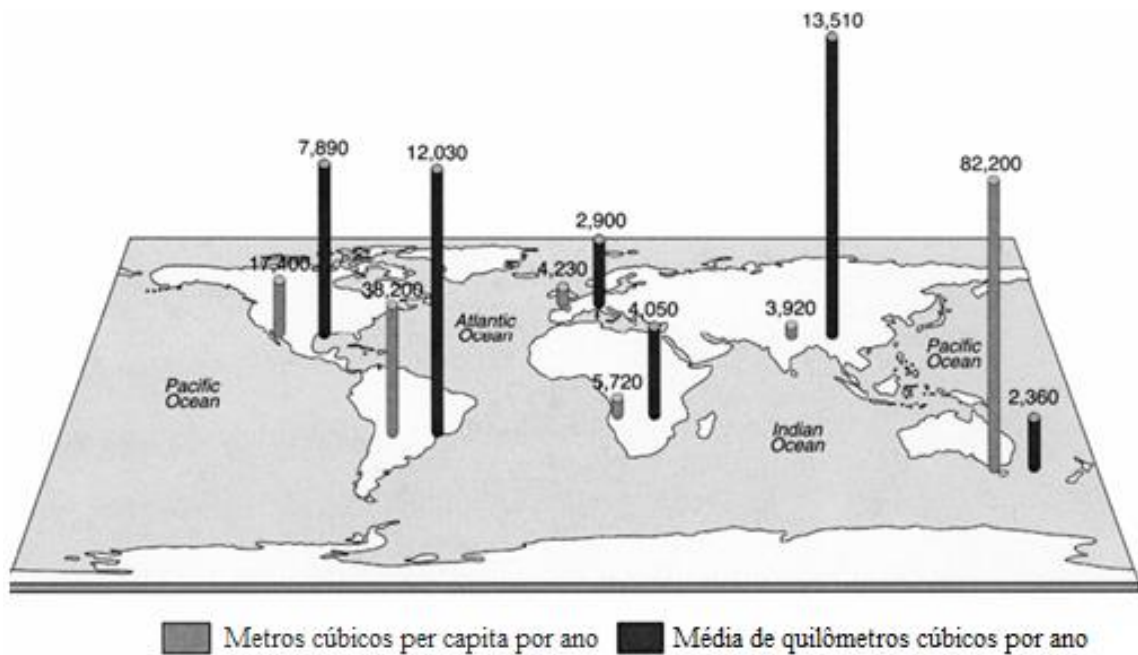 13,510
7,890
12,030
82,200
2,900
17,400
4,230
38,200
4,050
3,920
Atlantic
Ocean
Pacific
Ocean
5,720
2,360
Pacific
Ocean
Indian
Ocean
Metros cúbicos per capita por ano
Média de quilômetros cúbicos por ano